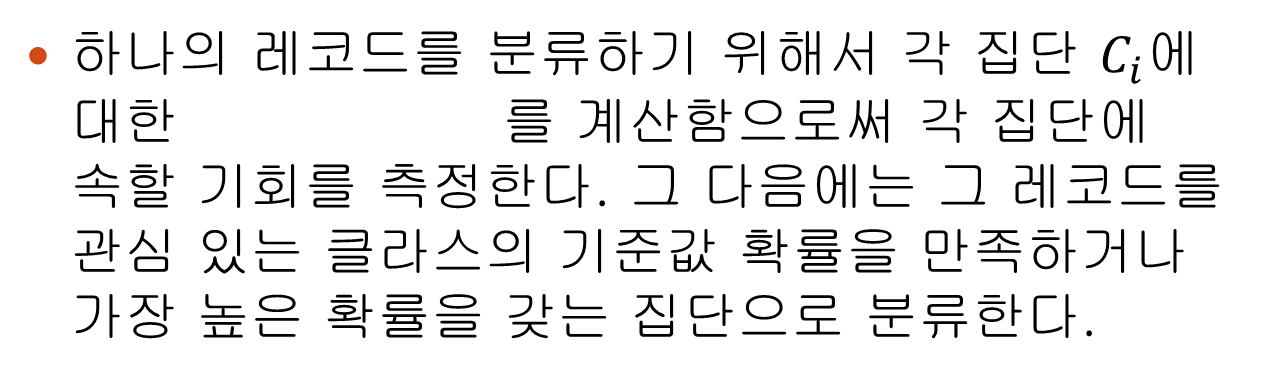 • 하나의 레코드를 분류하기 위해서 각 집단 Cᵢ에
대한 를 계산함으로써 각 집단에
속할 기회를 측정한다. 그 다음에는 그 레코드를
관심 있는 클라스의 기준값 확률을 만족하거나
가장 높은 확률을 갖는 집단으로 분류한다.